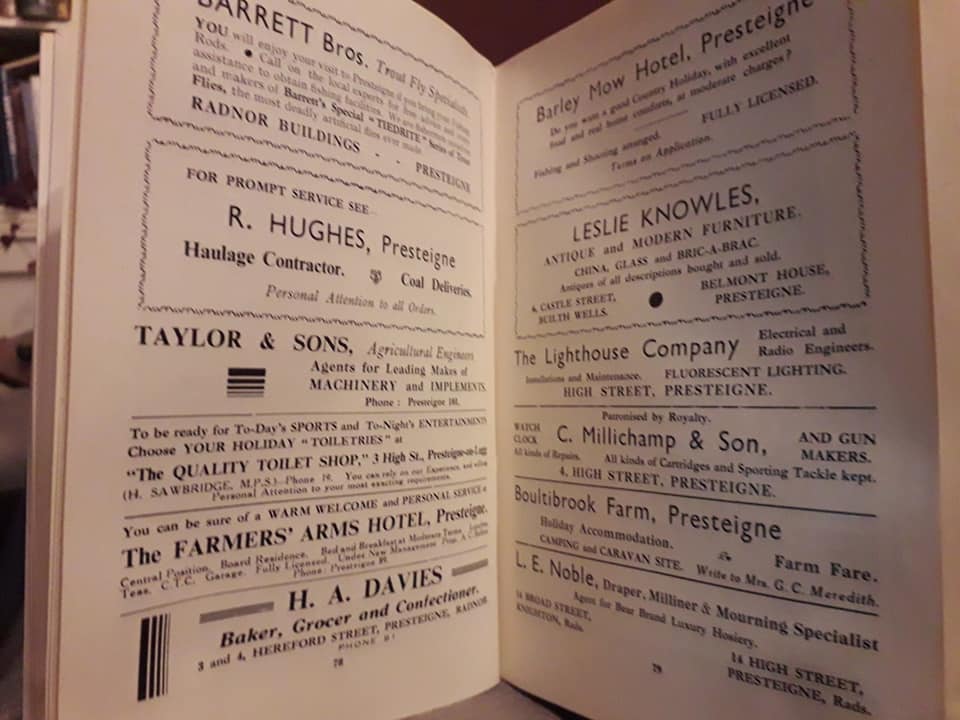 BARRETT Bros. Trout Fly Specialists
YOU will enjoy your visit to Presteigne if you bring your Fishing
Rods. ● Call on the local experts for free advice and
assistance to obtain fishing facilities. We are fishermen ourselves
and makers of Barrett's Special "TIEDRITE" Series of Trout
Flies, the most deadly artificial flies ever made.
RADNOR BUILDINGS - - PRESTEIGNE
FOR PROMPT SERVICE SEE
R. HUGHES, Presteigne
Haulage Contractor. Coal Deliveries.
Personal Attention to all Orders.
TAYLOR & SONS, Agricultural Engineers
Agents for Leading Makes of
MACHINERY and IMPLEMENTS.
Phone : Presteigne
To be ready for To-Day's SPORTS and To-Night's ENTERTAINMENTS
Choose YOUR HOLIDAY "TOILETRIES" at
"The QUALITY TOILET SHOP," 3 High St., Presteigne-on-Lugg
(H. SAWBRIDGE, M.P.S.)—Phone 19. You can rely on our Experience, and willing
Personal Attention to your most exacting requirements.
You can be sure of a WARM WELCOME and PERSONAL SERVICE at
The FARMERS' ARMS HOTEL, Presteigne.
Central Position. Board Residence. Bed and Breakfast at Moderate Terms.
Teas. C.T.C. Garage. Fully Licensed. Under New Management Prop. A. C.
Phone: Presteigne
H. A. DAVIES
Baker, Grocer and Confectioner.
3 and 4, HEREFORD STREET, PRESTEIGNE, RADNOR
PHONE 81
78
Barley Mow Hotel, Presteigne
Do you want a good Country Holiday, with excellent
food and real home comforts, at moderate charges?
FULLY LICENSED.
Fishing and Shooting arranged.
Terms on Application.
LESLIE KNOWLES,
ANTIQUE and MODERN FURNITURE.
CHINA, GLASS and BRIC-A-BRAC.
Antiques of all descriptions bought and sold.
6, CASTLE STREET, ● BELMONT HOUSE,
BUILTH WELLS. PRESTEIGNE.
The Lighthouse Company Electrical and
Radio Engineers.
Installations and Maintenance. FLUORESCENT LIGHTING.
HIGH STREET, PRESTEIGNE.
Patronised by Royalty.
WATCH
CLOCK C. Millichamp & Son, AND GUN
MAKERS.
All kinds of Repairs. All kinds of Cartridges and Sporting Tackle kept.
4, HIGH STREET, PRESTEIGNE.
Boultibrook Farm, Presteigne
Holiday Accommodation. Farm Fare.
CAMPING and CARAVAN SITE. Write to Mrs. G. C. Meredith.
L. E. Noble, Draper, Milliner & Mourning Specialist
Agent for Bear Brand Luxury Hosiery.
BROAD STREET,
KNIGHTON, Rads.
14 HIGH STREET,
PRESTEIGNE, Rads.
79